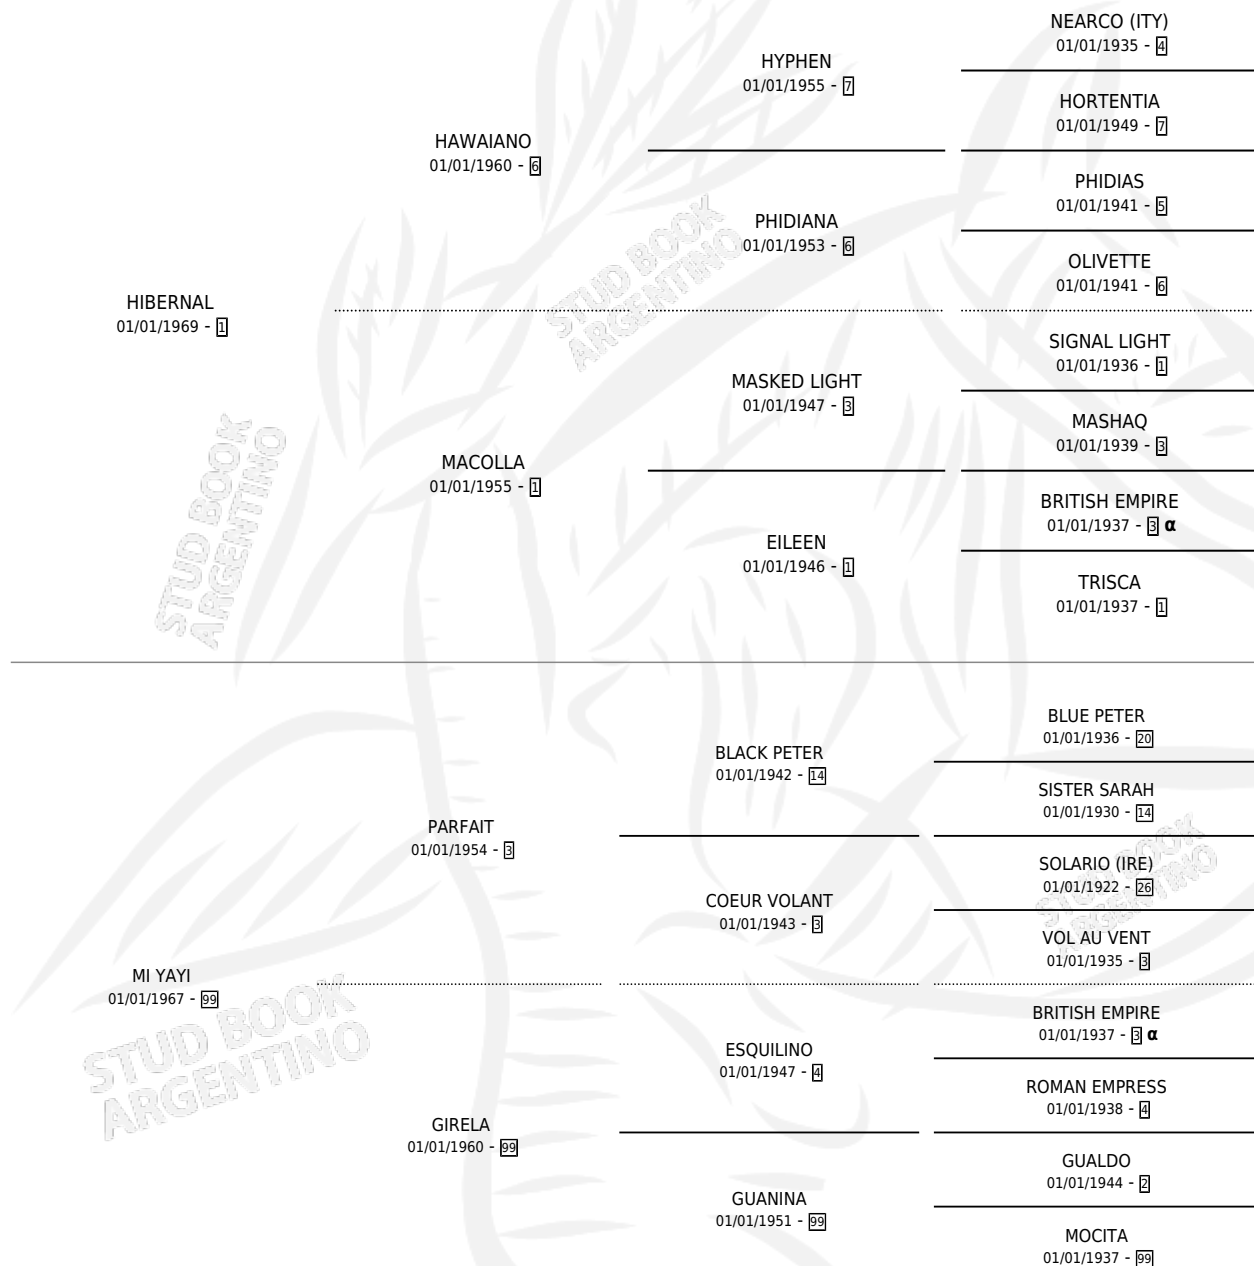 NEARCO (ITY)
01/01/1935 - 4
HYPHEN
01/01/1955 - 7
HORTENTIA
01/01/1949 - 7
HAWAIANO
01/01/1960 - 6
PHIDIAS
01/01/1941 - 5
PHIDIANA
01/01/1953 - 6
OLIVETTE
01/01/1941 - 6
HIBERNAL
01/01/1969 - 1
STUD BOOK
ARGENTINO
SIGNAL LIGHT
01/01/1936 - 1
MASKED LIGHT
01/01/1947 - 3
MASHAQ
01/01/1939 - 3
MACOLLA
01/01/1955 - 1
BRITISH EMPIRE
01/01/1937 - 3 α
EILEEN
01/01/1946 - 1
TRISCA
01/01/1937 - 1
STUD BOOK
ARGENTINO
BLUE PETER
01/01/1936 - 20
BLACK PETER
01/01/1942 - 14
SISTER SARAH
01/01/1930 - 14
PARFAIT
01/01/1954 - 3
SOLARIO (IRE)
01/01/1922 - 26
COEUR VOLANT
01/01/1943 - 3
VOL AU VENT
01/01/1935 - 3
STUD BOOK
ARGENTINO
MI YAYI
01/01/1967 - 99
BRITISH EMPIRE
01/01/1937 - 3 α
ESQUILINO
01/01/1947 - 4
ROMAN EMPRESS
01/01/1938 - 4
STUD BOOK
ARGENTINO
GIRELA
01/01/1960 - 99
GUALDO
01/01/1944 - 2
GUANINA
01/01/1951 - 99
MOCITA
01/01/1937 - 99